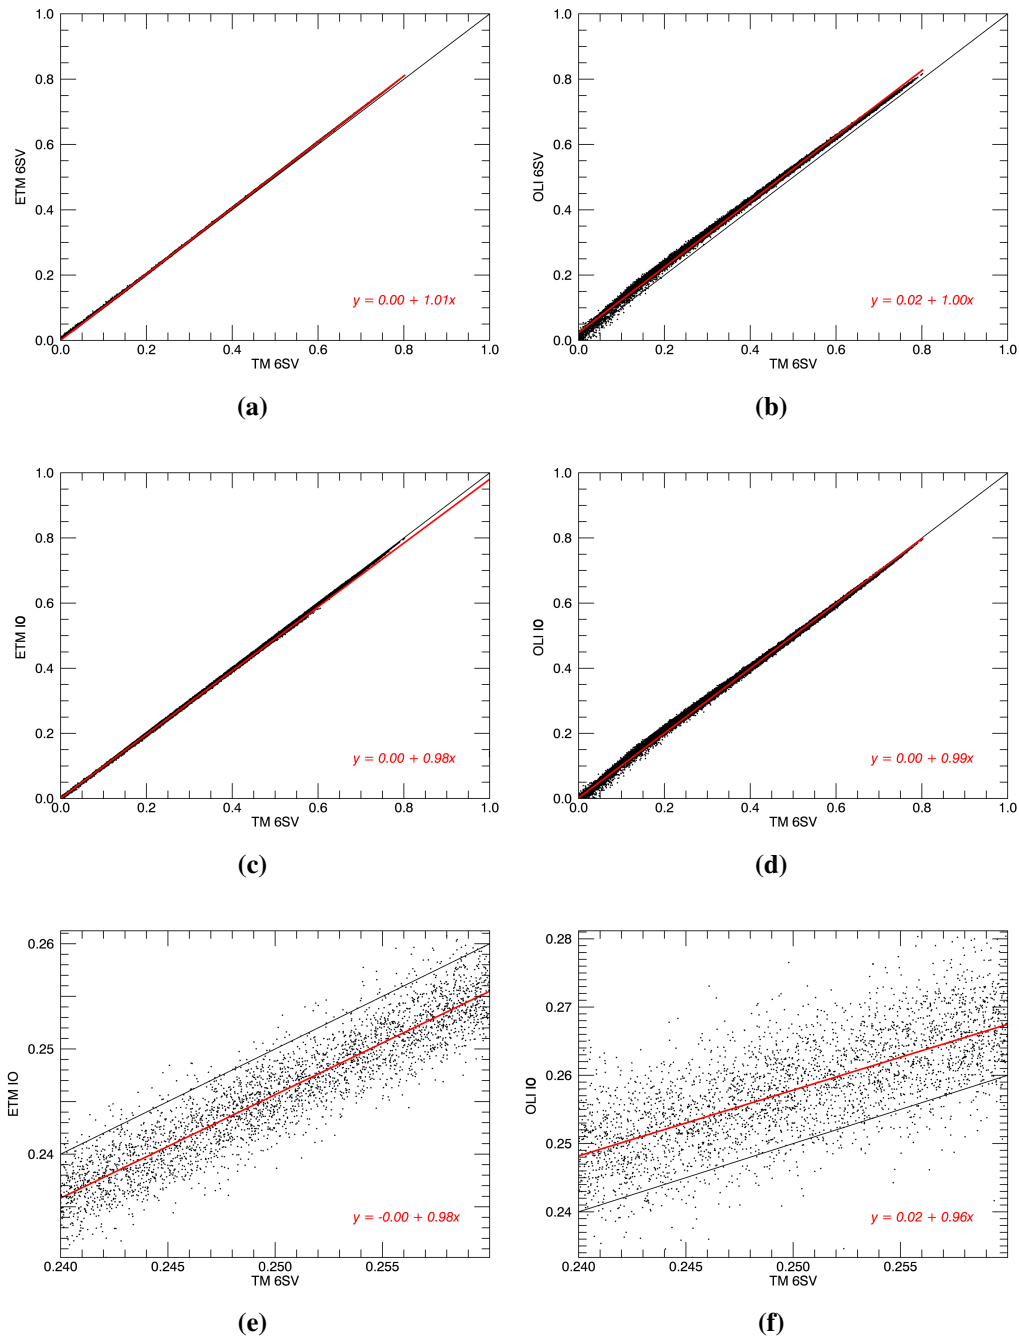 1.0
0.8
0.6
0.4
0.2
0.0
ETM 6SV
y = 0.00 + 1.01x
0.0 0.2 0.4 0.6 0.8 1.0
TM 6SV
(a)
1.0
0.8
0.6
0.4
0.2
0.0
OLI 6SV
y = 0.02 + 1.00x
0.0 0.2 0.4 0.6 0.8 1.0
TM 6SV
(b)
1.0
0.8
0.6
0.4
0.2
0.0
ETM IO
y = 0.00 + 0.98x
0.0 0.2 0.4 0.6 0.8 1.0
TM 6SV
(c)
1.0
0.8
0.6
0.4
0.2
0.0
OLI IO
y = 0.00 + 0.99x
0.0 0.2 0.4 0.6 0.8 1.0
TM 6SV
(d)
0.26
0.25
0.24
ETM IO
y = -0.00 + 0.98x
0.240 0.245 0.250 0.255
TM 6SV
(e)
0.28
0.27
0.26
0.25
0.24
OLI IO
y = 0.02 + 0.96x
0.240 0.245 0.250 0.255
TM 6SV
(f)